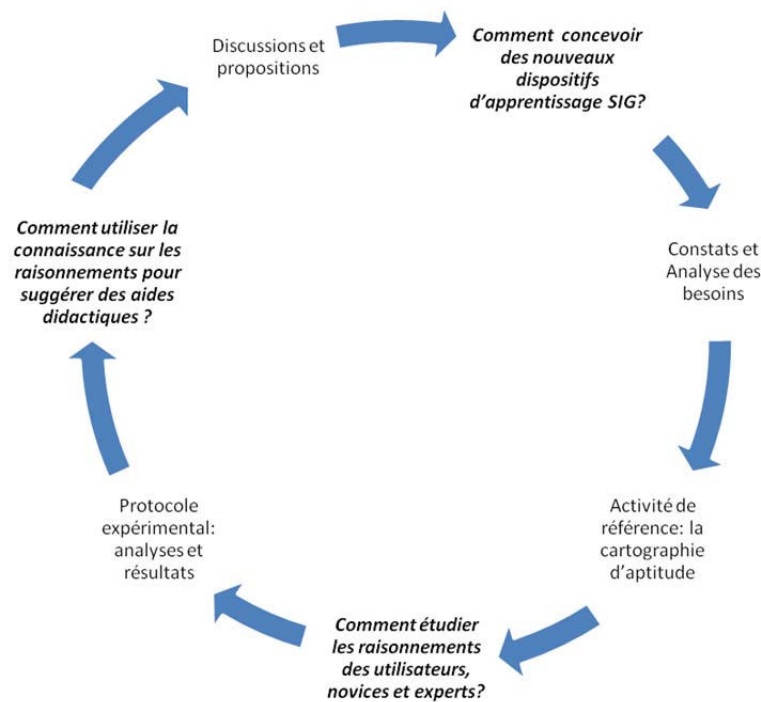 Discussions et
propositions
Comment concevoir
des nouveaux
dispositifs
d'apprentissage SIG?
Constats et
Analyse des
besoins
Activité de
référence: la
cartographie
d'aptitude
Comment étudier
les raisonnements
des utilisateurs,
novices et experts?
Protocole
expérimental:
analyses et
résultats
Comment utiliser la
connaissance sur les
raisonnements pour
suggérer des aides
didactiques ?